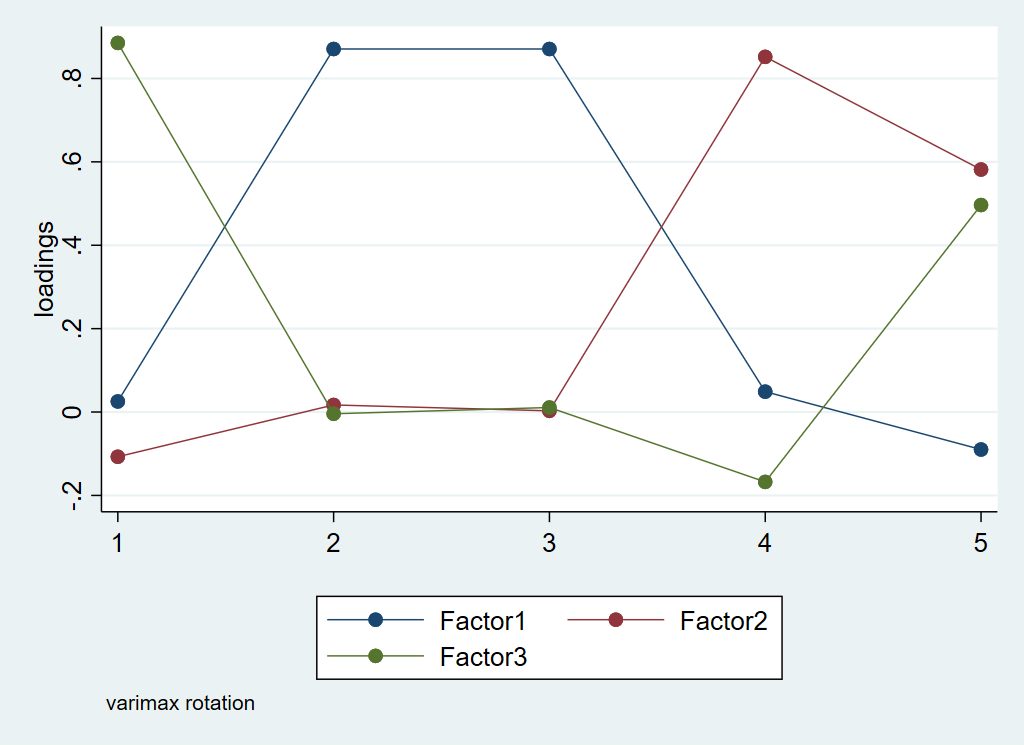 loadings
.8
.6
.4
.2
0
-.2
1 2 3 4 5
Factor1 Factor2
Factor3
varimax rotation